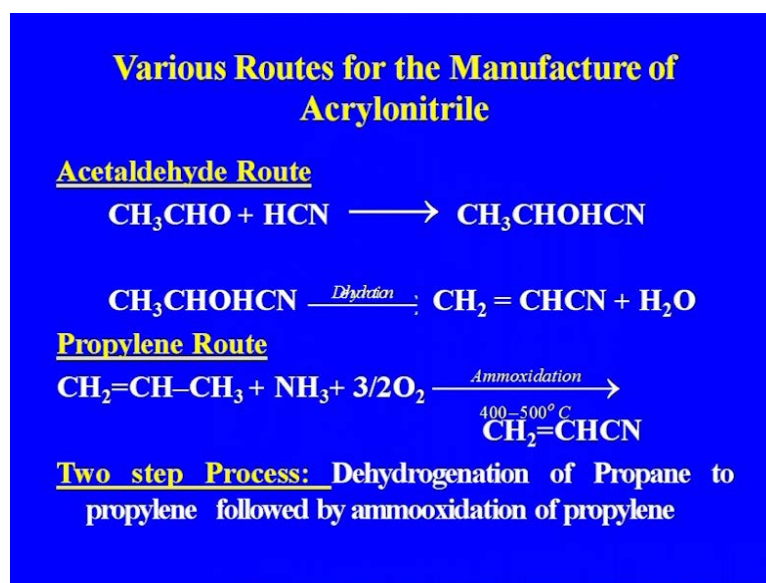 Various Routes for the Manufacture of
Acrylonitrile
Acetaldehyde Route
CH₃CHO + HCN ⟶ CH₃CHOHCN
CH₃CHOHCN CH₂ = CHCN + H₂O
Propylene Route
CH₂=CH–CH₃ + NH₃+ 3/2O₂ Ammoxidation →
400–500° C
CH₂=CHCN
Two step Process: Dehydrogenation of Propane to
propylene followed by ammooxidation of propylene